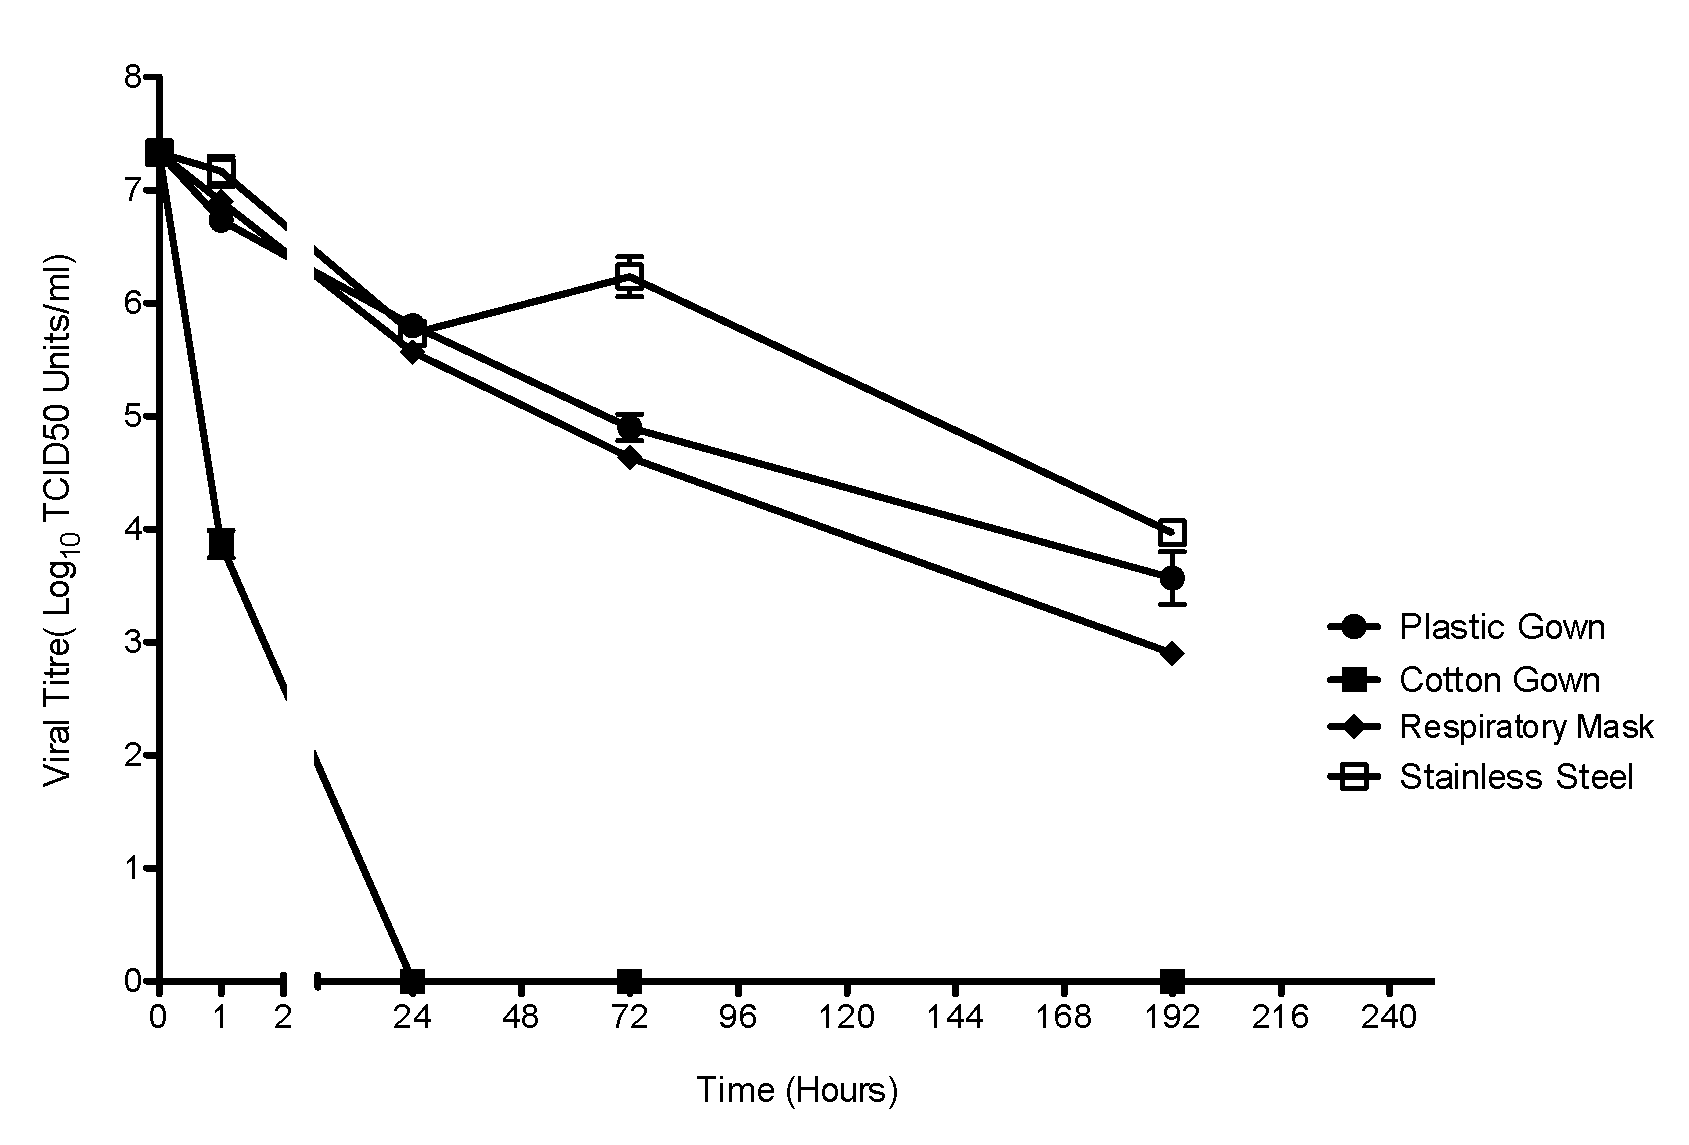 8
7
6
5
4
3
2
1
0
Viral Titre( Log10 TCID50 Units/ml)
0 1 2 24 48 72 96 120 144 168 192 216 240
Time (Hours)
Plastic Gown
Cotton Gown
Respiratory Mask
Stainless Steel